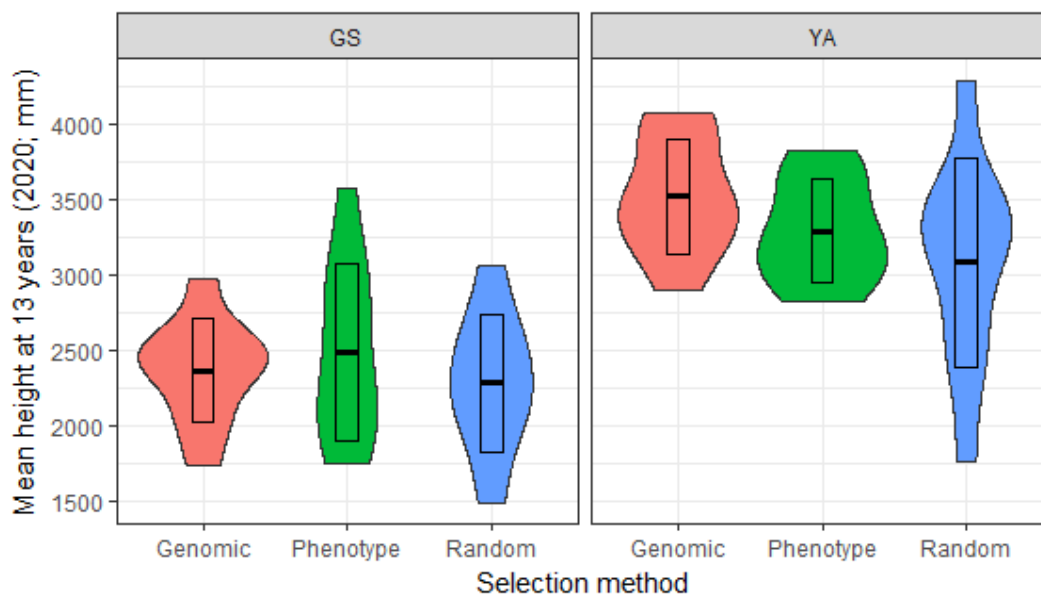 GS
YA
Mean height at 13 years (2020; mm)
4000
3500
3000
2500
2000
1500
Genomic
Phenotype
Random
Genomic
Phenotype
Random
Selection method